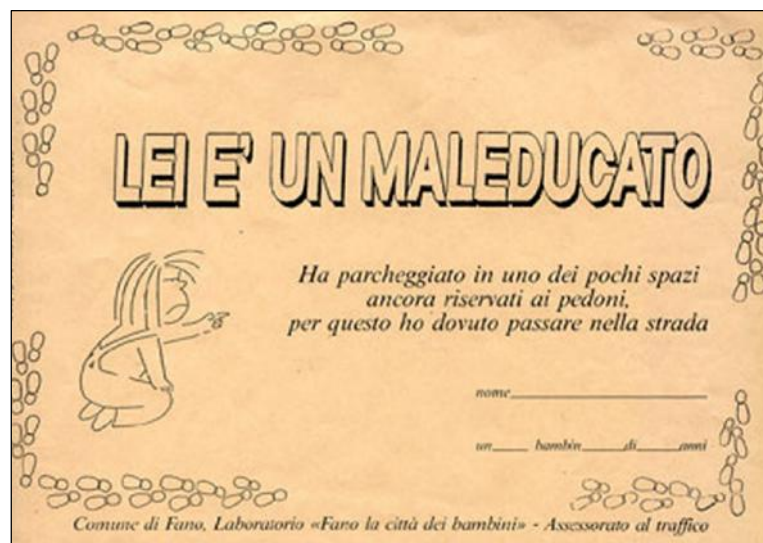 LEI E' UN MALEDUCATO
Ha parcheggiato in uno dei pochi spazi
ancora riservati ai pedoni,
per questo ho dovuto passare nella strada
nome
un bambin di anni
Comune di Fano, Laboratorio «Fano la città dei bambini» - Assessorato al traffico